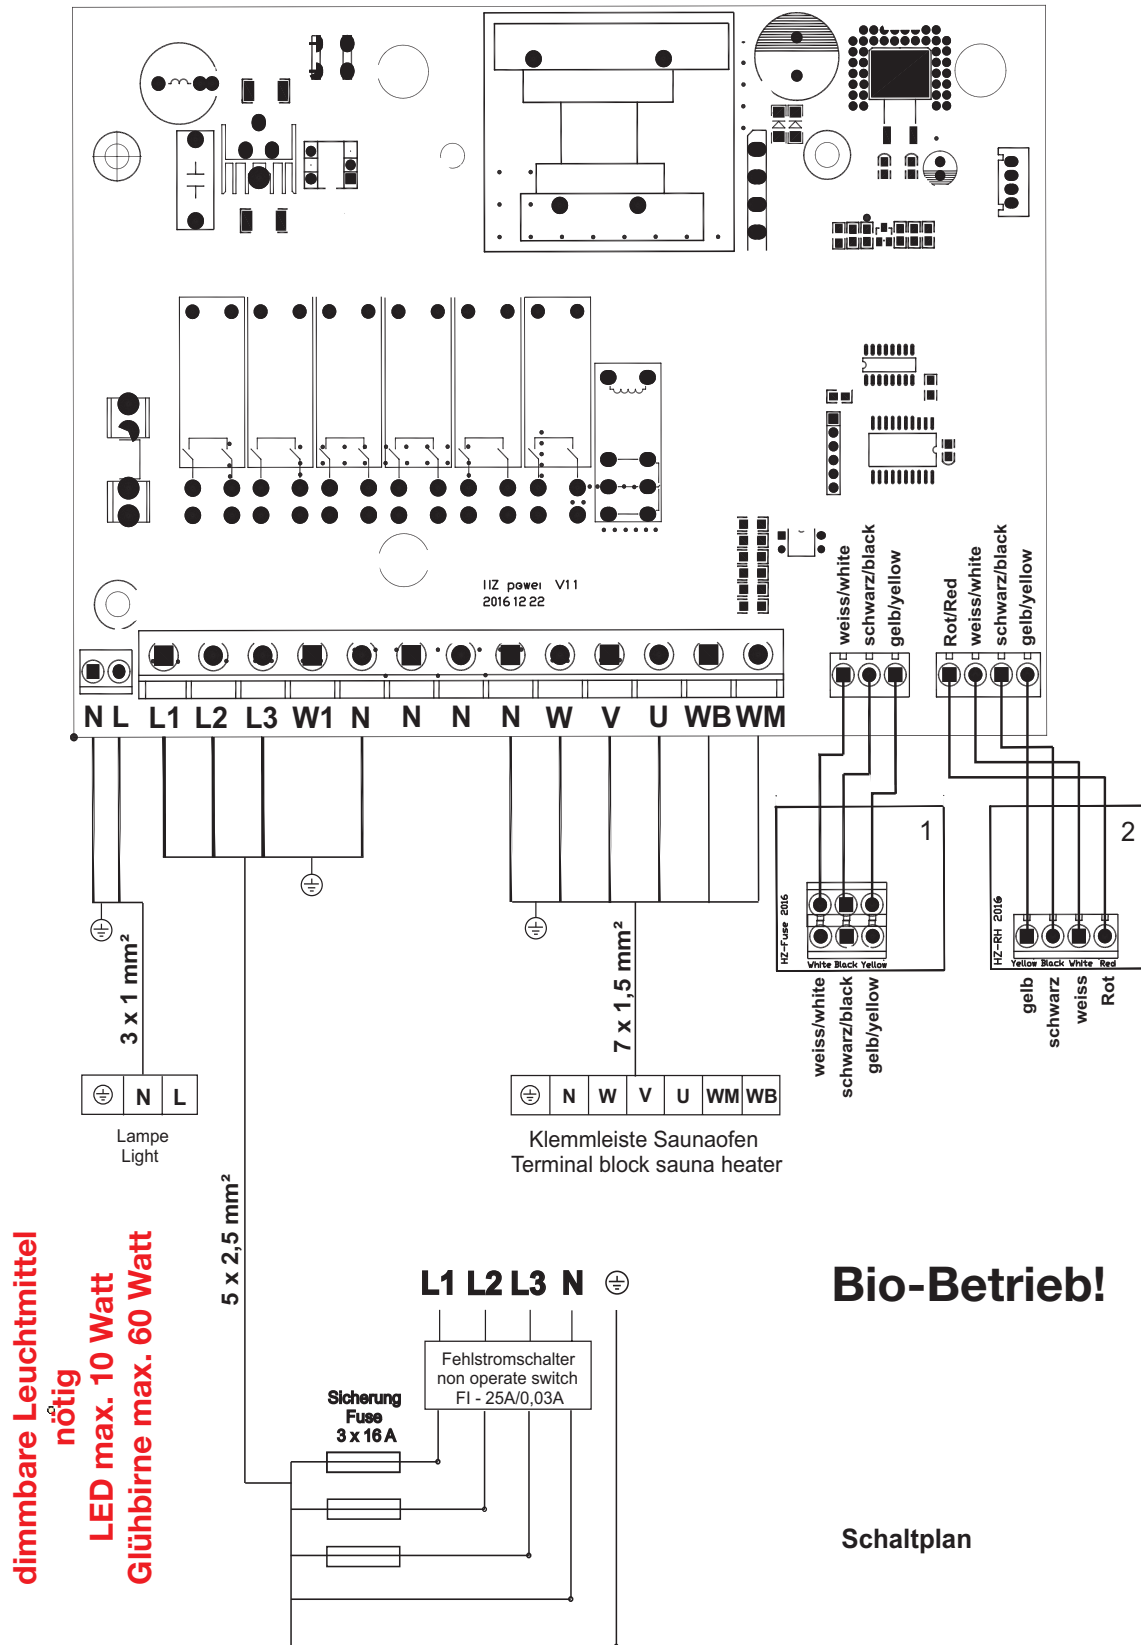 IIZ power V11
2016 12 22
weiss/white
schwarz/black
gelb/yellow
Rot/Red
weiss/white
schwarz/black
gelb/yellow
N L L1 L2 L3 W1 N N N N W V U WB WM
1
HZ-Fuse 2016
White Black Yellow
weiss/white
schwarz/black
gelb/yellow
2
HZ-RH 2016
Yellow Black White Red
gelb
schwarz
weiss
Rot
3 x 1 mm²
7 x 1,5 mm²
N L
Lampe
Light
N W V U WM WB
Klemmleiste Saunaofen
Terminal block sauna heater
5 x 2,5 mm²
dimmbare Leuchtmittel
nötig
LED max. 10 Watt
Glühbirne max. 60 Watt
L1 L2 L3 N
Fehlstromschalter
non operate switch
FI - 25A/0,03A
Sicherung
Fuse
3 x 16 A
Bio-Betrieb!
Schaltplan